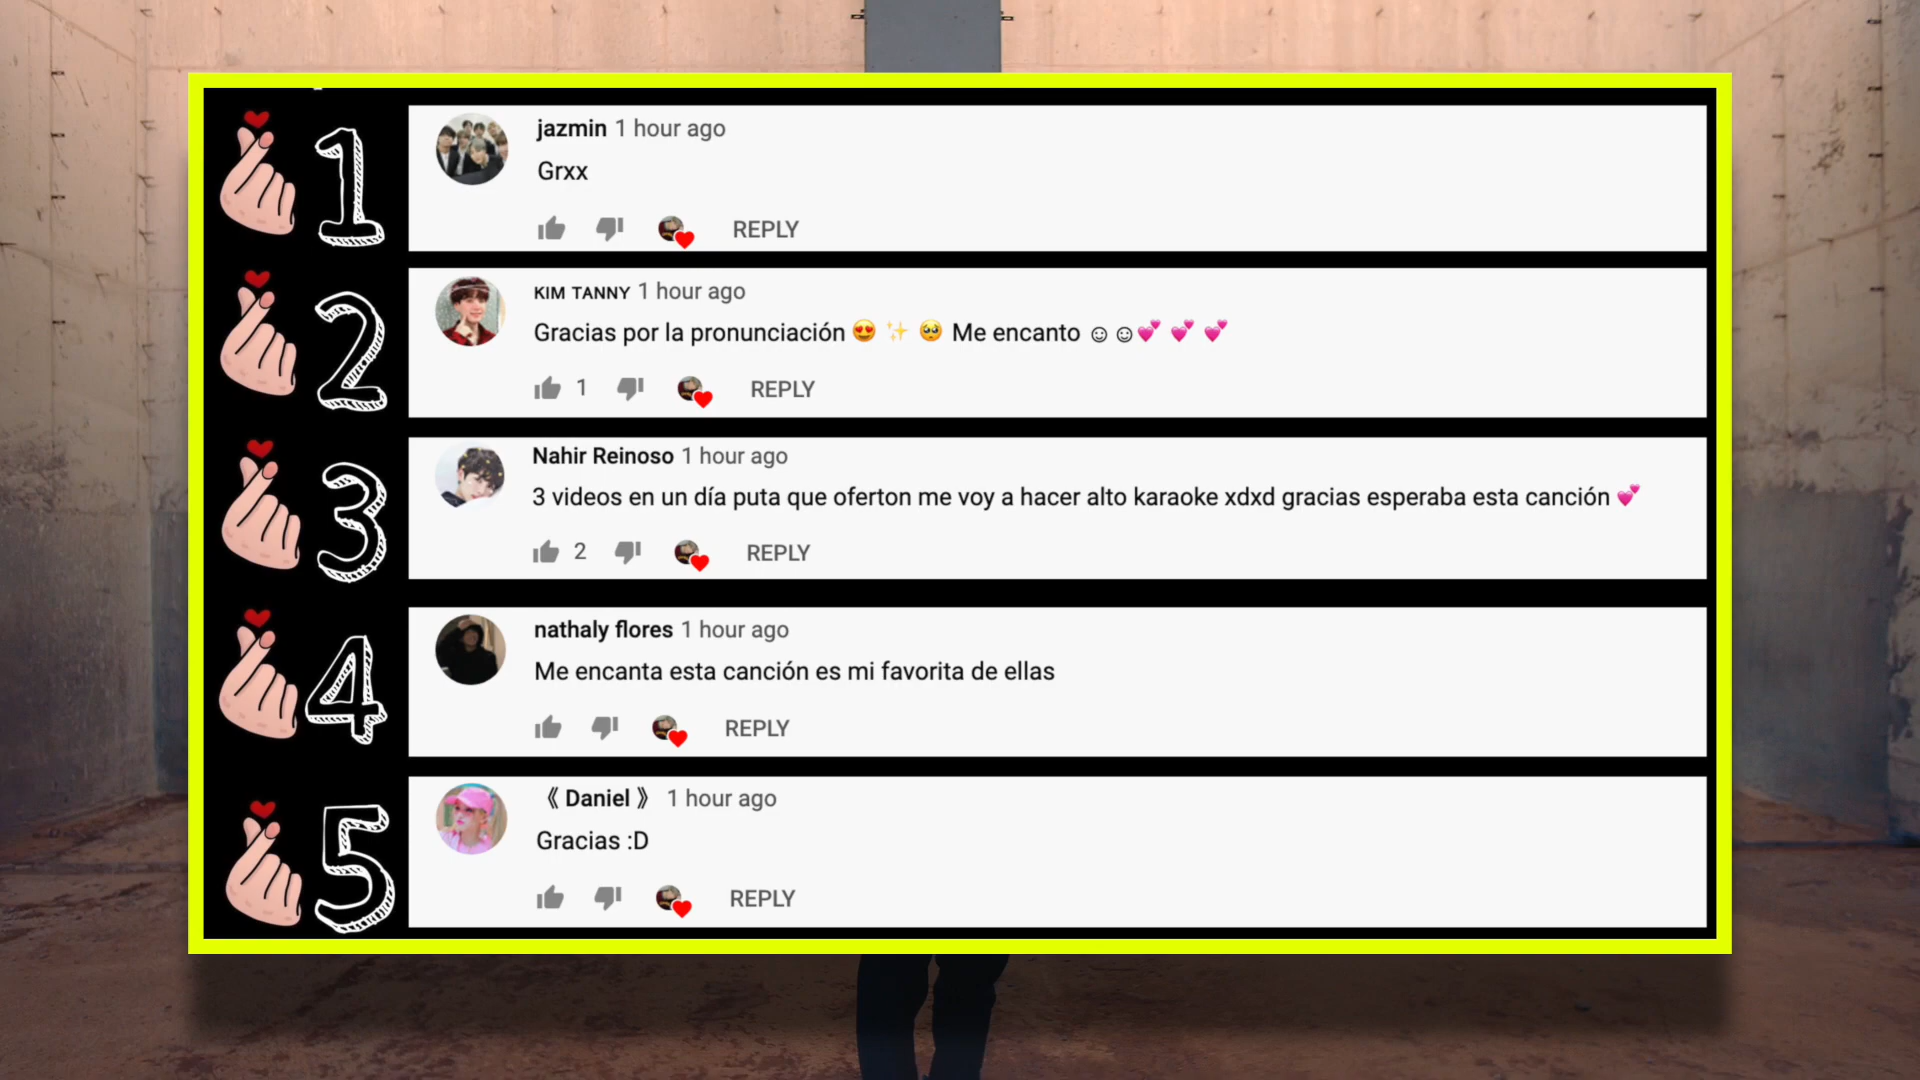 1
jazmin 1 hour ago
Grxx
REPLY
2
KIM TANNY 1 hour ago
Gracias por la pronunciación 😍 ✨ 🥺 Me encanto ☺☺💕 💕 💕
1 REPLY
3
Nahir Reinoso 1 hour ago
3 videos en un día puta que oferton me voy a hacer alto karaoke xdxd gracias esperaba esta canción 💕
2 REPLY
4
nathaly flores 1 hour ago
Me encanta esta canción es mi favorita de ellas
REPLY
5
《 Daniel 》 1 hour ago
Gracias :D
REPLY